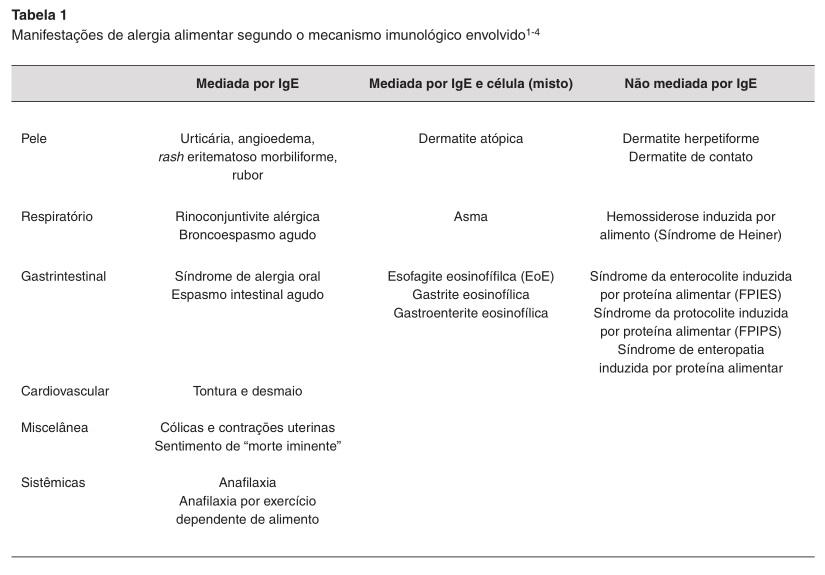 Tabela 1
Manifestações de alergia alimentar segundo o mecanismo imunológico envolvido1-4
Mediada por IgE Mediada por IgE e célula (misto) Não mediada por IgE
Pele Urticária, angioedema, Dermatite atópica Dermatite herpetiforme
rash eritematoso morbiliforme, Dermatite de contato
rubor
Respiratório Rinoconjuntivite alérgica Asma Hemossiderose induzida por
Broncoespasmo agudo alimento (Síndrome de Heiner)
Gastrintestinal Síndrome de alergia oral Esofagite eosinofífilca (EoE) Síndrome da enterocolite induzida
Espasmo intestinal agudo Gastrite eosinofílica por proteína alimentar (FPIES)
Gastroenterite eosinofílica Síndrome da protocolite induzida
por proteína alimentar (FPIPS)
Síndrome de enteropatia
induzida por proteína alimentar
Cardiovascular Tontura e desmaio
Miscelânea Cólicas e contrações uterinas
Sentimento de “morte iminente”
Sistêmicas Anafilaxia
Anafilaxia por exercício
dependente de alimento